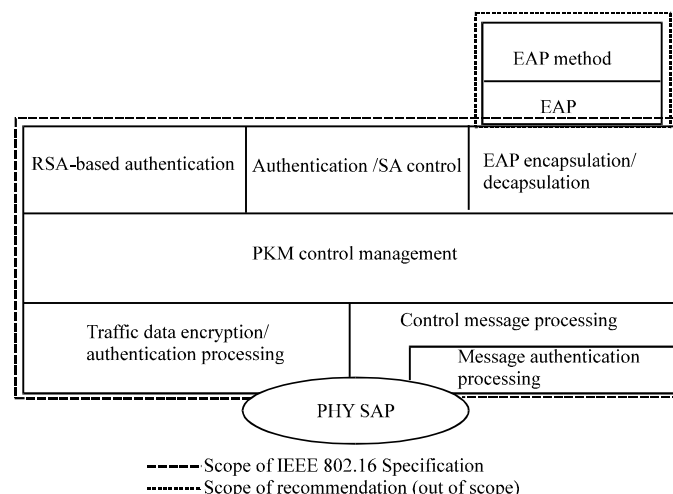 EAP method
EAP
RSA-based authentication
Authentication /SA control
EAP encapsulation/
decapsulation
PKM control management
Traffic data encryption/
authentication processing
Control message processing
Message authentication
processing
PHY SAP
Scope of IEEE 802.16 Specification
Scope of recommendation (out of scope)